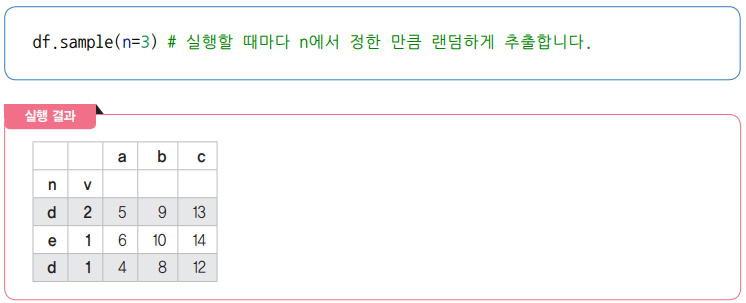 df.sample(n=3) # 실행할 때마다 n에서 정한 만큼 랜덤하게 추출합니다.
실행 결과
a b c
n v
d 2 5 9 13
e 1 6 10 14
d 1 4 8 12